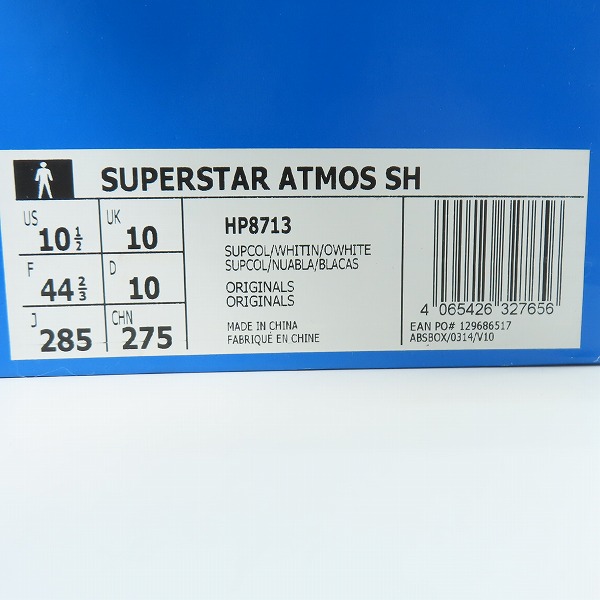 SUPERSTAR ATMOS SH
US 10 1/2 UK 10
F 44 2/3 D 10
J 285 CHN 275
HP8713
SUPCOL/WHITIN/OWHITE
SUPCOL/NUABLA/BLACAS
ORIGINALS
ORIGINALS
MADE IN CHINA
FABRIQUÉ EN CHINE
4 065426 327656
EAN PO# 129686517
ABSBOX/0314/V10